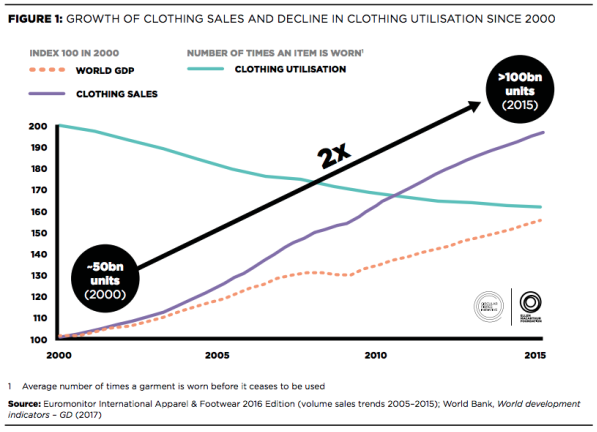 FIGURE 1: GROWTH OF CLOTHING SALES AND DECLINE IN CLOTHING UTILISATION SINCE 2000
INDEX 100 IN 2000
NUMBER OF TIMES AN ITEM IS WORN¹
WORLD GDP
CLOTHING UTILISATION
CLOTHING SALES
>100bn
units
(2015)
2x
~50bn
units
(2000)
200
190
180
170
160
150
140
130
120
110
100
2000
2005
2010
2015
ELLEN
MACARTHUR
FOUNDATION
1 Average number of times a garment is worn before it ceases to be used
Source: Euromonitor International Apparel & Footwear 2016 Edition (volume sales trends 2005–2015); World Bank, World development
indicators – GD (2017)